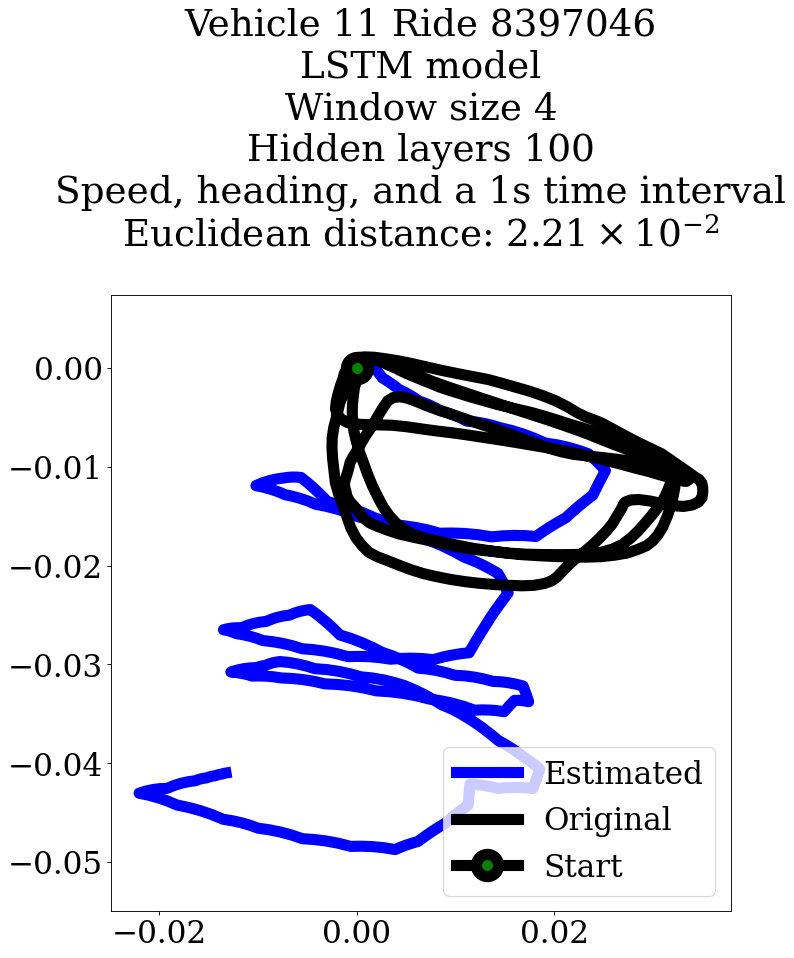 Vehicle 11 Ride 8397046
LSTM model
Window size 4
Hidden layers 100
Speed, heading, and a 1s time interval
Euclidean distance: 2.21 × 10⁻²
0.00
−0.01
−0.02
−0.03
−0.04
−0.05
Estimated
Original
Start
−0.02 0.00 0.02